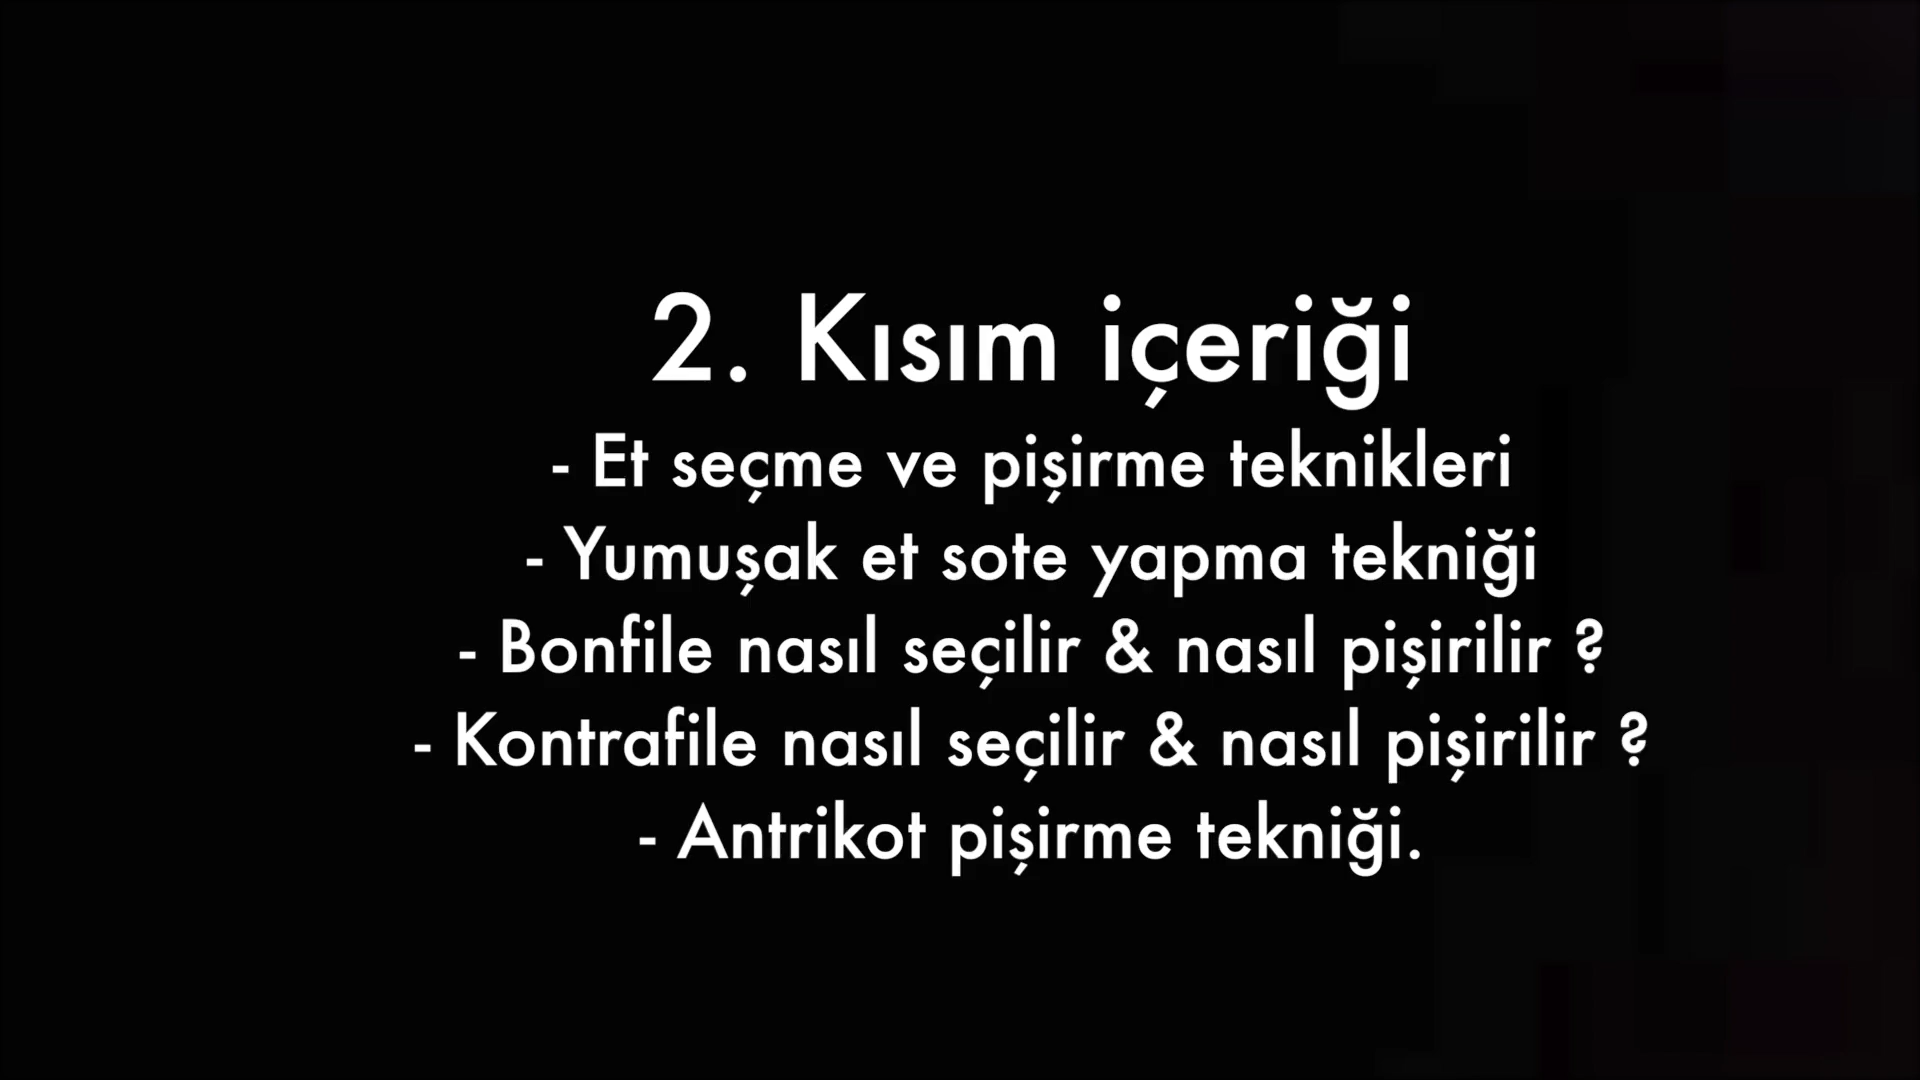 2. Kısım içeriği
- Et seçme ve pişirme teknikleri
- Yumuşak et sote yapma tekniği
- Bonfile nasıl seçilir & nasıl pişirilir ?
- Kontrafile nasıl seçilir & nasıl pişirilir ?
- Antrikot pişirme tekniği.